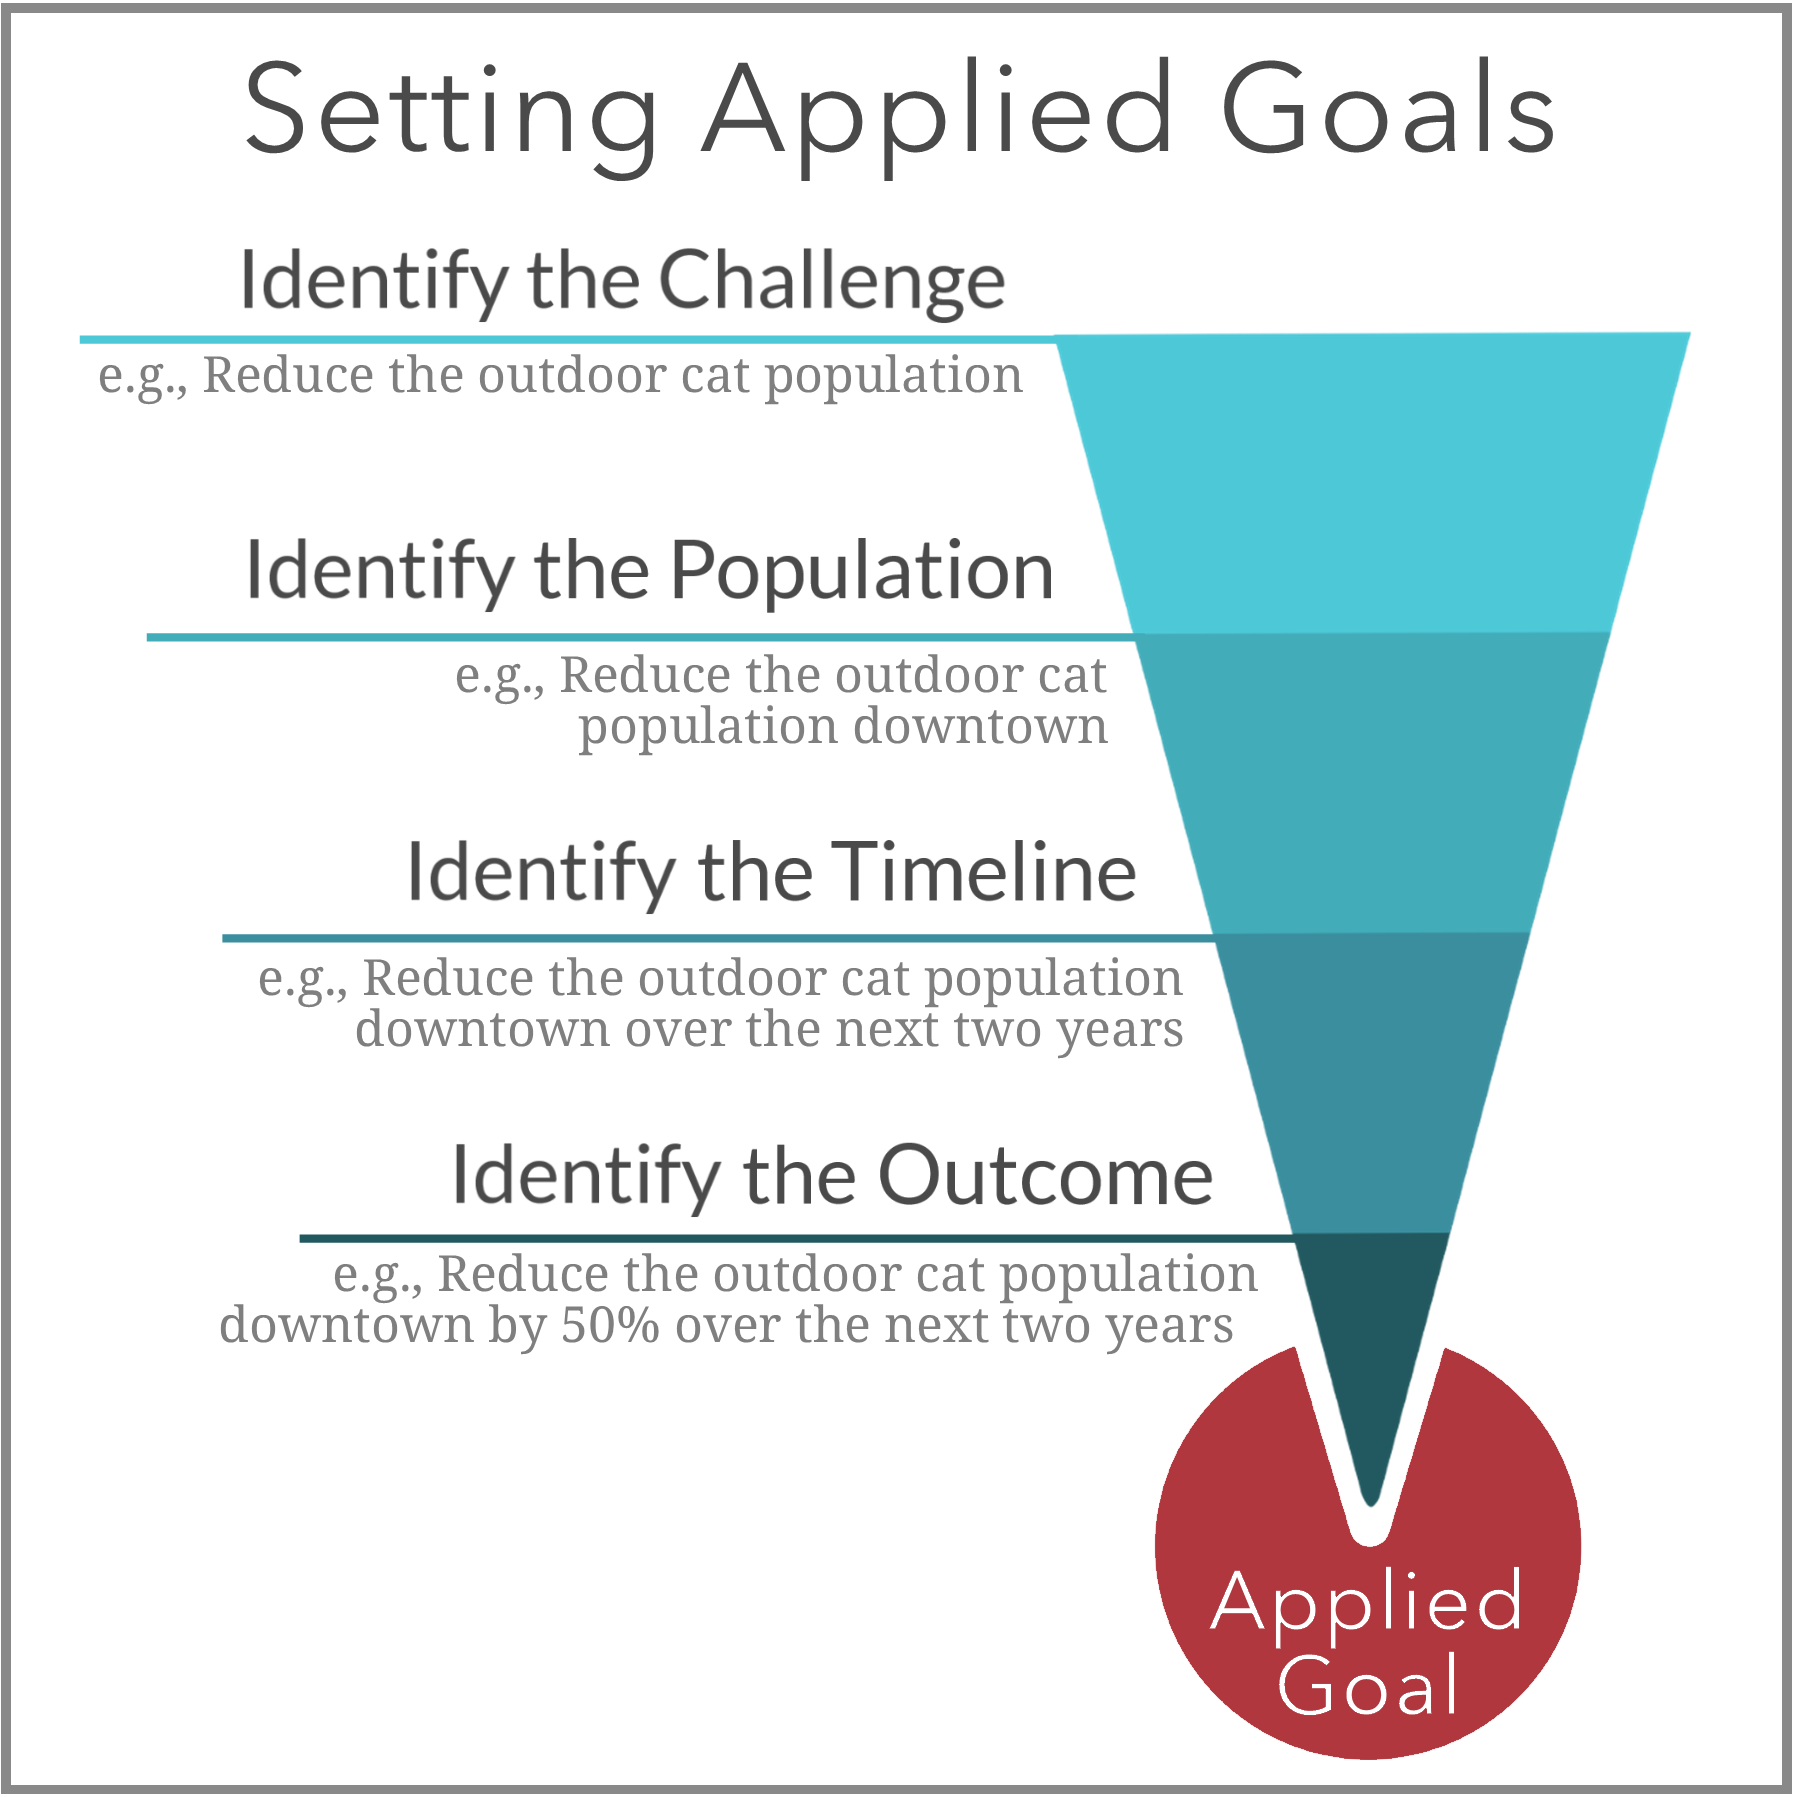 Setting Applied Goals
Identify the Challenge
e.g., Reduce the outdoor cat population
Identify the Population
e.g., Reduce the outdoor cat
population downtown
Identify the Timeline
e.g., Reduce the outdoor cat population
downtown over the next two years
Identify the Outcome
e.g., Reduce the outdoor cat population
downtown by 50% over the next two years
Applied
Goal